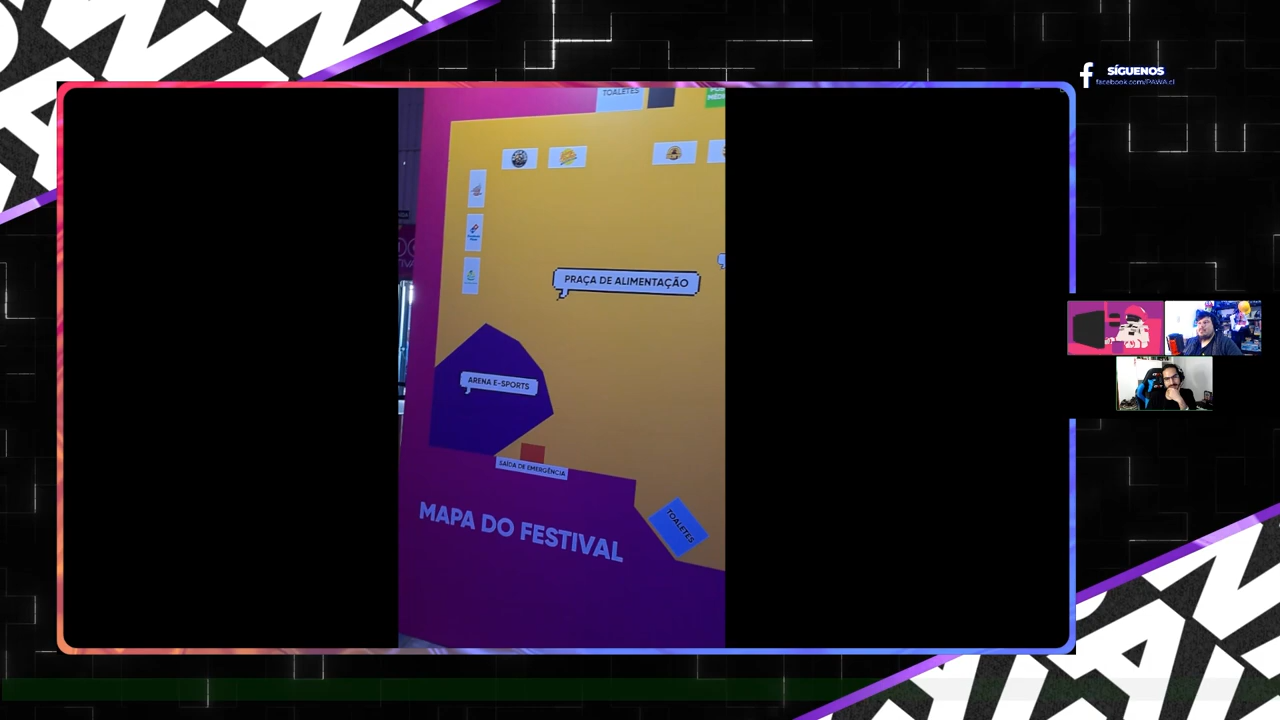 SÍGUENOS
facebook.com/PAWA.cl
TOALETES
PRAÇA DE ALIMENTAÇÃO
ARENA E-SPORTS
SAÍDA DE EMERGÊNCIA
MAPA DO FESTIVAL
TOALETES